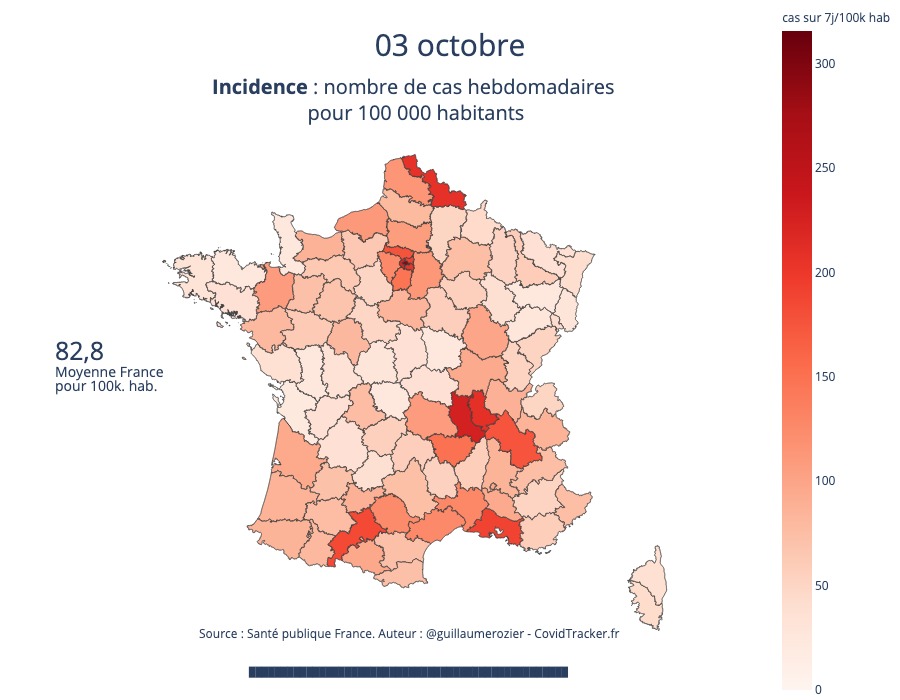 03 octobre
Incidence : nombre de cas hebdomadaires
pour 100 000 habitants
cas sur 7j/100k hab
300
250
200
150
100
50
0
82,8
Moyenne France
pour 100k. hab.
Source : Santé publique France. Auteur : @guillaumerozier - CovidTracker.fr